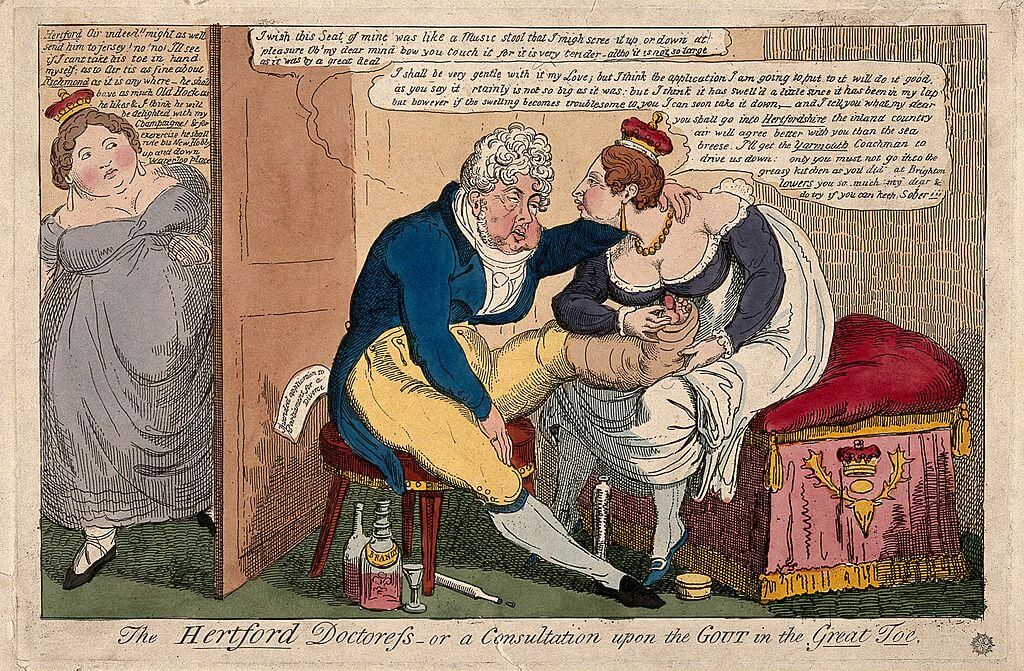 Hertford Oh indeed!! might as well
send him to jersey! no! no! I'll see
if I cant take his toe in hand
myself: as to Air tis as fine about
Richmond as it is any where — he shall
have as much Old Hock as
he likes & I think he will
be delighted with my
Champaigne! & for
exercise he shall
ride his New Hobby
up and down
Waterloo place
I wish this Seat of mine was like a Music stool that I migh screw it up or down at
pleasure Oh' my dear mind how you touch it for it is very tender — altho it is not so large
as it was by a great deal
I shall be very gentle with it my Love; but I think the application I am going to put to it will do it good,
as you say it rtainly is not so big as it was: but I think it has swell'd a little since it has been in my lap
but however if the swelling becomes troublesome to you I can soon take it down, — and I tell you what my dear
you shall go into Herefordshire the inland country
air will agree better with you than the sea
breeze. I'll get the Yarmouth Coachman to
drive us down: only you must not go into the
greasy kitchen as you did at Brighton
lowers you so much my dear &
do try if you can keep, Sober!!!
application to
Parliament for a
Divorce
BRANDY
The Hertford Doctoress — or a Consultation upon the GOUT in the Great Toe.